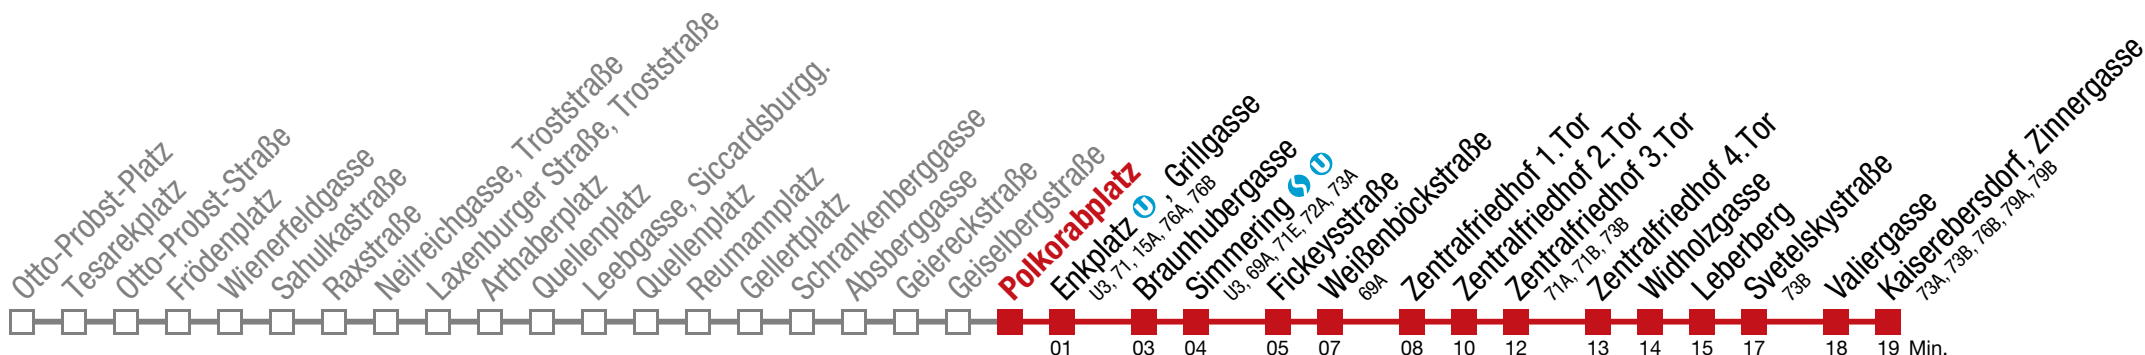 Otto-Probst-Platz
Tesarekplatz
Otto-Probst-Straße
Frödenplatz
Wienerfeldgasse
Sahulkastraße
Raxstraße
Neilreichgasse, Troststraße
Laxenburger Straße, Troststraße
Arthaberplatz
Quellenplatz
Leebgasse, Siccardsburgg.
Quellenplatz
Reumannplatz
Gellertplatz
Schrankenberggasse
Absberggasse
Geiereckstraße
Geiselbergstraße
Polkorabplatz
Enkplatz U, Grillgasse
U3, 71, 15A, 76A, 76B
Braunhubergasse
Simmering S U
U3, 69A, 71E, 72A, 73A
Fickeysstraße
Weißenböckstraße
69A
Zentralfriedhof 1.Tor
Zentralfriedhof 2.Tor
Zentralfriedhof 3.Tor
71A, 71B, 73B
Zentralfriedhof 4.Tor
Widholzgasse
Leberberg
Svetelskystraße
73B
Valiergasse
Kaiserebersdorf, Zinnergasse
73A, 73B, 76B, 79A, 79B
01 03 04 05 07 08 10 12 13 14 15 17 18 19 Min.